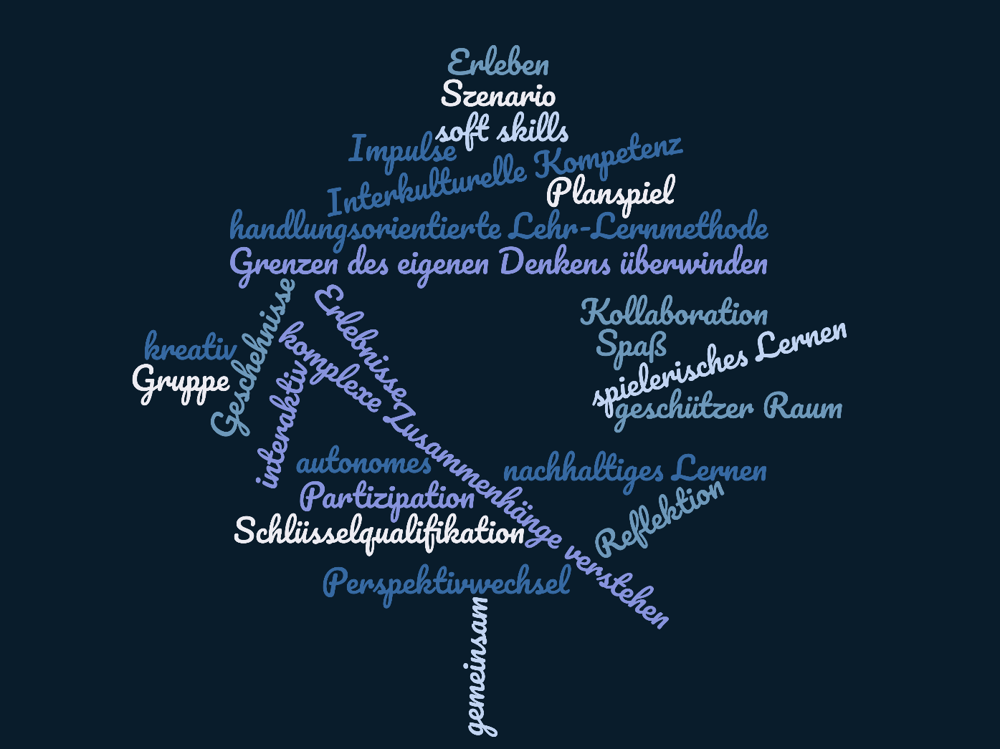 Erleben
Szenario
soft skills
Impulse
Interkulturelle Kompetenz
Planspiel
handlungsorientierte Lehr-Lernmethode
Grenzen des eigenen Denkens überwinden
Geschehnisse
Erlebnisse
Kollaboration
kreativ
Spaß
spielerisches Lernen
Gruppe
komplexe Zusammenhänge verstehen
interaktiv
geschützer Raum
autonomes
nachhaltiges Lernen
Partizipation
Reflektion
Schlüsselqualifikation
Perspektivwechsel
gemeinsam